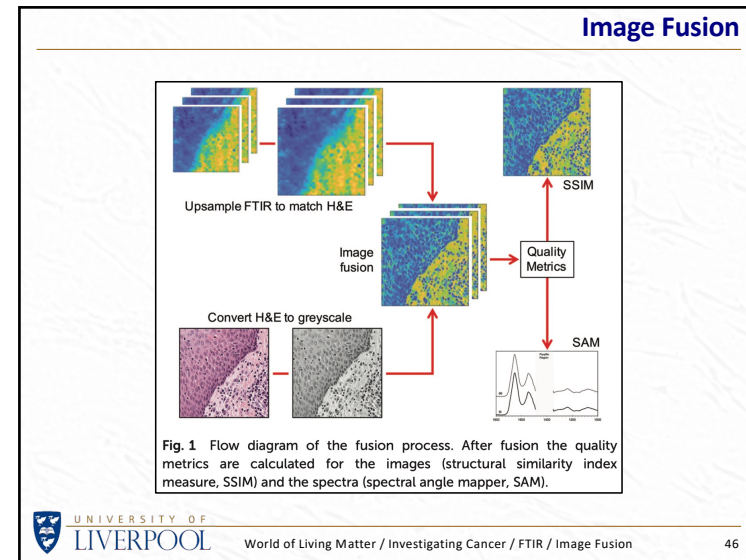 Image Fusion
Upsample FTIR to match H&E
SSIM
Image
fusion
Quality
Metrics
Convert H&E to greyscale
SAM
Fig. 1 Flow diagram of the fusion process. After fusion the quality
metrics are calculated for the images (structural similarity index
measure, SSIM) and the spectra (spectral angle mapper, SAM).
UNIVERSITY OF
LIVERPOOL
World of Living Matter / Investigating Cancer / FTIR / Image Fusion
46